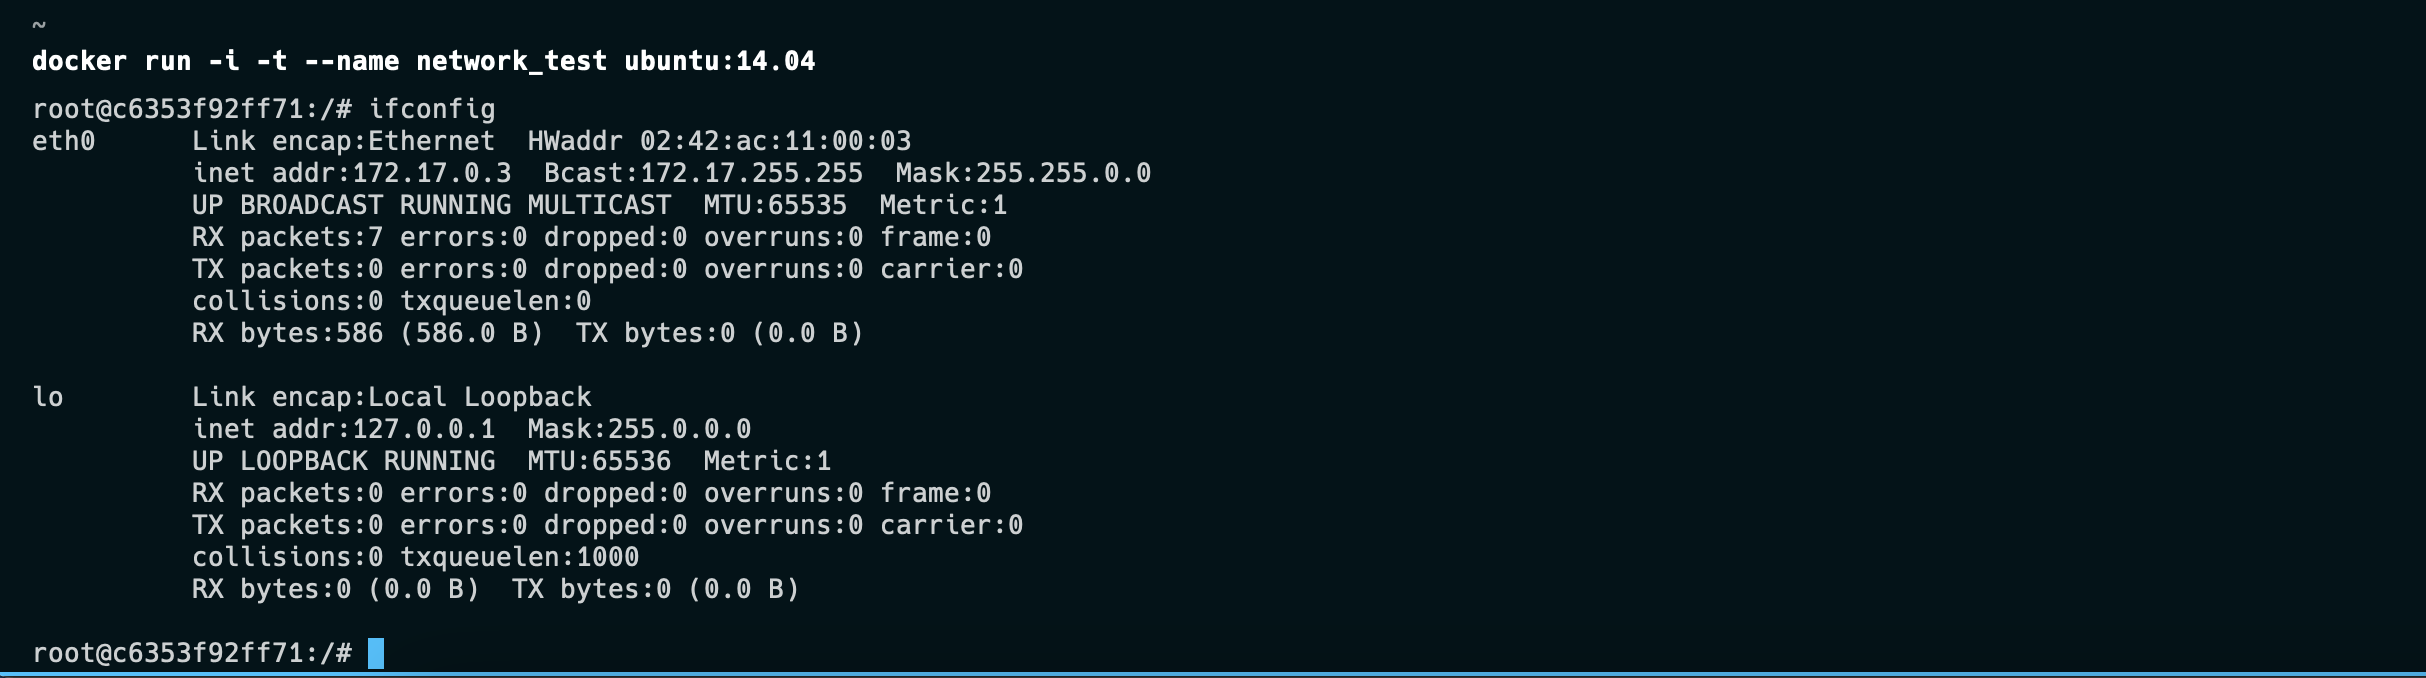 ~
docker run -i -t --name network_test ubuntu:14.04
root@c6353f92ff71:/# ifconfig
eth0      Link encap:Ethernet  HWaddr 02:42:ac:11:00:03
          inet addr:172.17.0.3  Bcast:172.17.255.255  Mask:255.255.0.0
          UP BROADCAST RUNNING MULTICAST  MTU:65535  Metric:1
          RX packets:7 errors:0 dropped:0 overruns:0 frame:0
          TX packets:0 errors:0 dropped:0 overruns:0 carrier:0
          collisions:0 txqueuelen:0
          RX bytes:586 (586.0 B)  TX bytes:0 (0.0 B)

lo        Link encap:Local Loopback
          inet addr:127.0.0.1  Mask:255.0.0.0
          UP LOOPBACK RUNNING  MTU:65536  Metric:1
          RX packets:0 errors:0 dropped:0 overruns:0 frame:0
          TX packets:0 errors:0 dropped:0 overruns:0 carrier:0
          collisions:0 txqueuelen:1000
          RX bytes:0 (0.0 B)  TX bytes:0 (0.0 B)

root@c6353f92ff71:/#